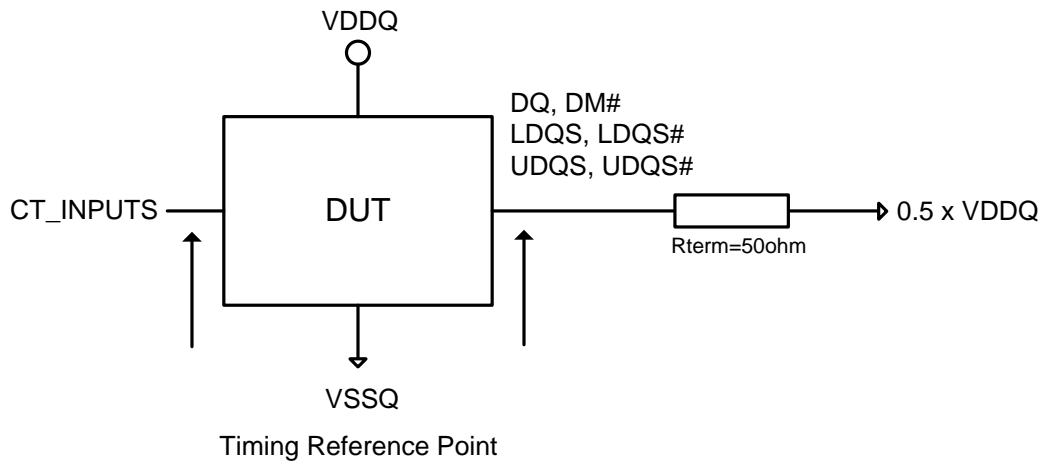 VDDQ
DQ, DM#
LDQS, LDQS#
UDQS, UDQS#
CT_INPUTS
DUT
0.5 x VDDQ
Rterm=50ohm
VSSQ
Timing Reference Point